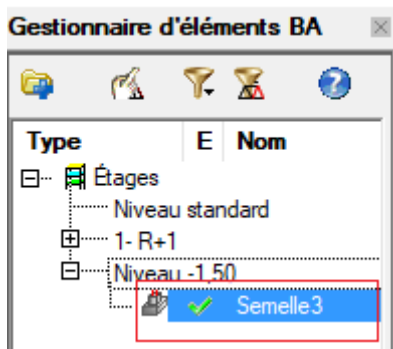 Gestionnaire d'éléments BA
Type E Nom
Étages
Niveau standard
1- R+1
Niveau -1,50
Semelle3